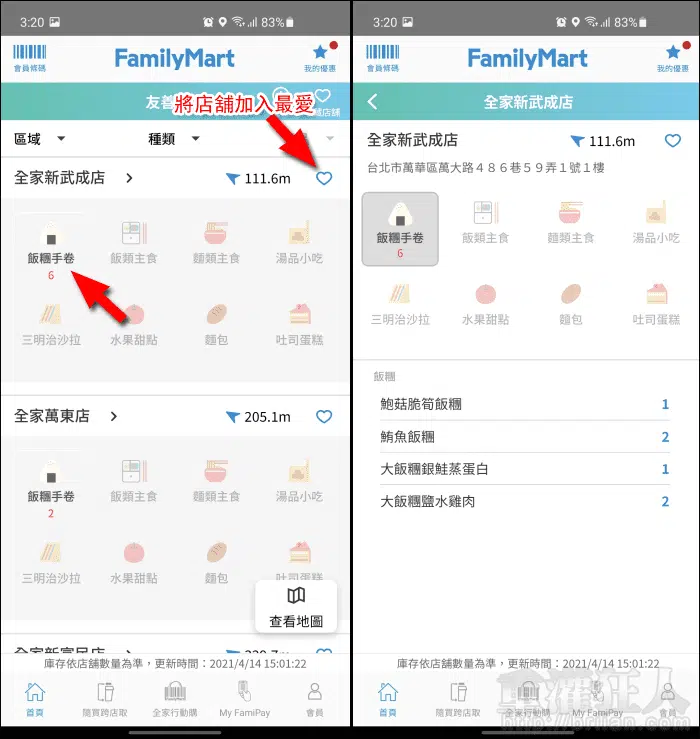 3:20 83%
會員條碼 FamilyMart 我的優惠
友善
將店舖加入最愛
區域 種類
全家新武成店 111.6m
飯糰手卷 飯類主食 麵類主食 湯品小吃
6
三明治沙拉 水果甜點 麵包 吐司蛋糕
全家萬東店 205.1m
飯糰手卷 飯類主食 麵類主食 湯品小吃
2
三明治沙拉 水果甜點 麵包 吐司蛋糕
查看地圖
庫存依店舖數量為準，更新時間：2021/4/14 15:01:22
首頁 隨買跨店取 全家行動購 My FamiPay 會員
3:20 83%
會員條碼 FamilyMart 我的優惠
全家新武成店
全家新武成店 111.6m
台北市萬華區萬大路４８６巷５９弄１號１樓
飯糰手卷 飯類主食 麵類主食 湯品小吃
6
三明治沙拉 水果甜點 麵包 吐司蛋糕
飯糰
鮑菇脆筍飯糰 1
鮪魚飯糰 2
大飯糰銀鮭蒸蛋白 1
大飯糰鹽水雞肉 2
庫存依店舖數量為準，更新時間：2021/4/14 15:01:22
首頁 隨買跨店取 全家行動購 My FamiPay 會員
重灌狂人
http://briian.com